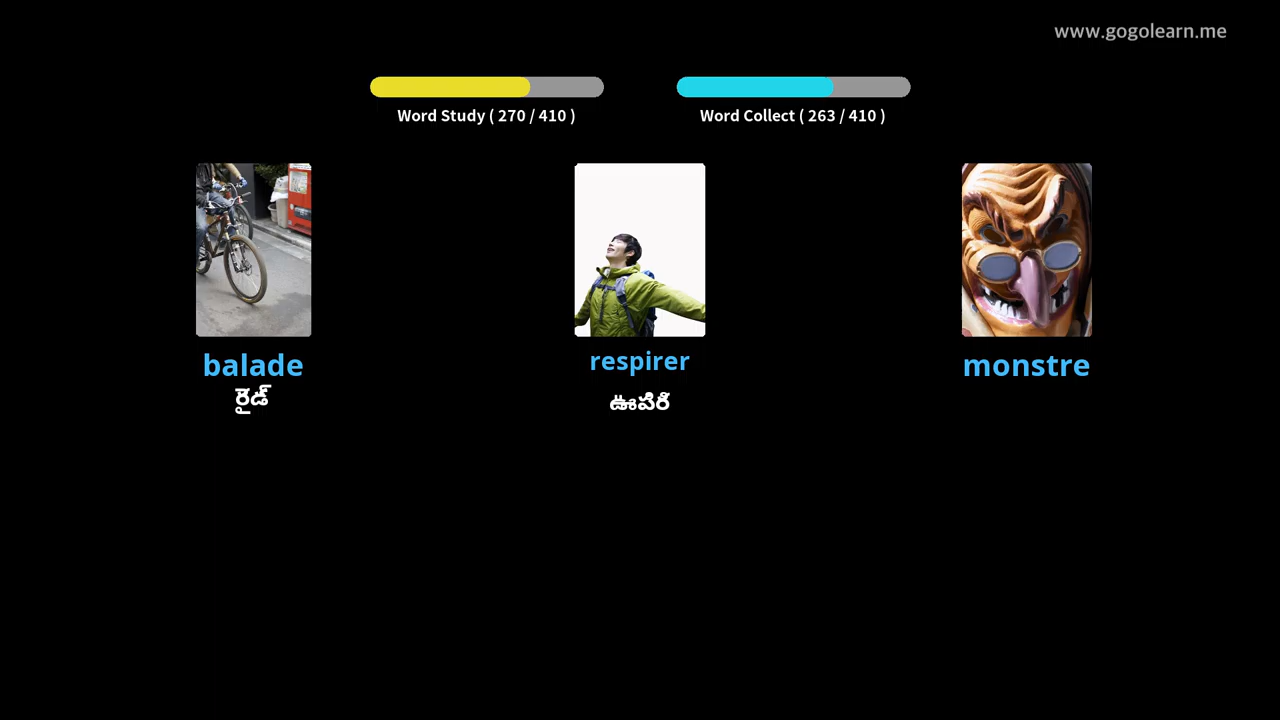 www.gogolearn.me
Word Study ( 270 / 410 )
Word Collect ( 263 / 410 )
balade
respirer
monstre
రైడ్
ఊపిరి